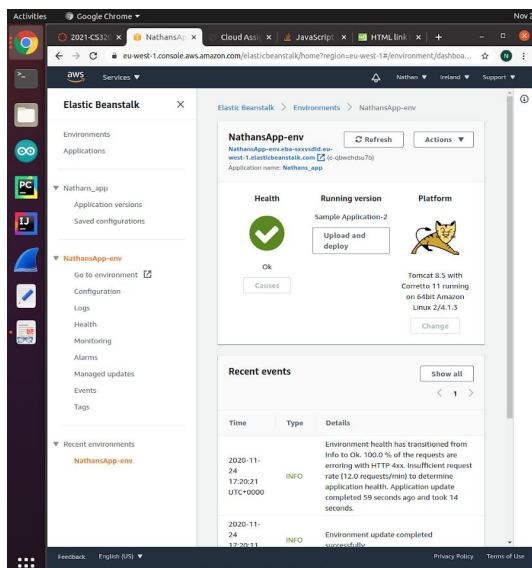 Activities
Google Chrome ▾
Nov 2
2021-CS32
NathansAp
Cloud Assi
JavaScript
HTML link
eu-west-1.console.aws.amazon.com/elasticbeanstalk/home?region=eu-west-1#/environment/dashboa...
N
aws
Services ▾
Nathan ▾
Ireland ▾
Support ▾
Elastic Beanstalk
Environments
Applications
Nathans_app
Application versions
Saved configurations
NathansApp-env
Go to environment
Configuration
Logs
Health
Monitoring
Alarms
Managed updates
Events
Tags
Recent environments
NathansApp-env
Elastic Beanstalk > Environments > NathansApp-env
NathansApp-env
Refresh
Actions ▾
west-1.elasticbeanstalk.com (e-qbwehdsu7b)
Application name: Nathans_app
Health
Ok
Causes
Running version
Sample Application-2
Upload and
deploy
Platform
Tomcat 8.5 with
Corretto 11 running
on 64bit Amazon
Linux 2/4.1.3
Change
Recent events
Show all
< 1 >
Time
Type
Details
2020-11-
24
17:20:21
UTC+0000
INFO
Environment health has transitioned from
Info to Ok. 100.0 % of the requests are
erroring with HTTP 4xx. Insufficient request
rate (12.0 requests/min) to determine
application health. Application update
completed 59 seconds ago and took 14
seconds.
2020-11-
24
17:20:11
INFO
Environment update completed
successfully.
Feedback
English (US) ▾
Privacy Policy
Terms of Use
PC
IJ